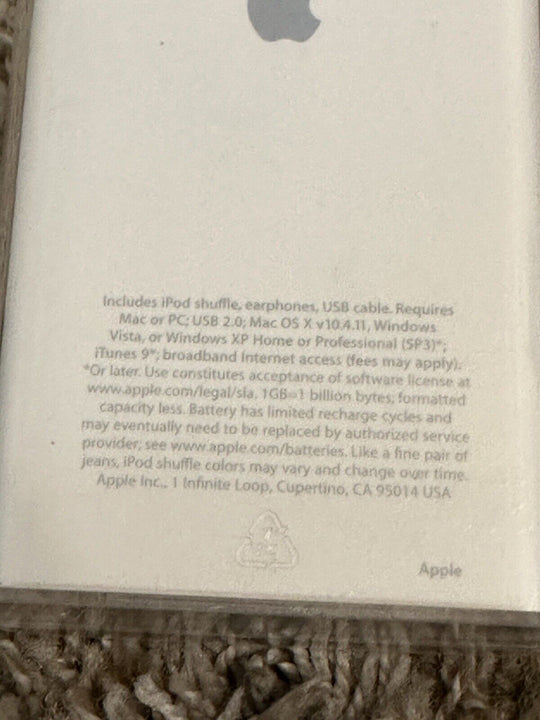 Includes iPod shuffle, earphones, USB cable. Requires
Mac or PC; USB 2.0; Mac OS X v10.4.11, Windows
Vista, or Windows XP Home or Professional (SP3)*;
iTunes 9*; broadband Internet access (fees may apply).
*Or later. Use constitutes acceptance of software license at
www.apple.com/legal/sla. 1GB=1 billion bytes; formatted
capacity less. Battery has limited recharge cycles and
may eventually need to be replaced by authorized service
provider; see www.apple.com/batteries. Like a fine pair of
jeans, iPod shuffle colors may vary and change over time.
Apple Inc., 1 Infinite Loop, Cupertino, CA 95014 USA
Apple